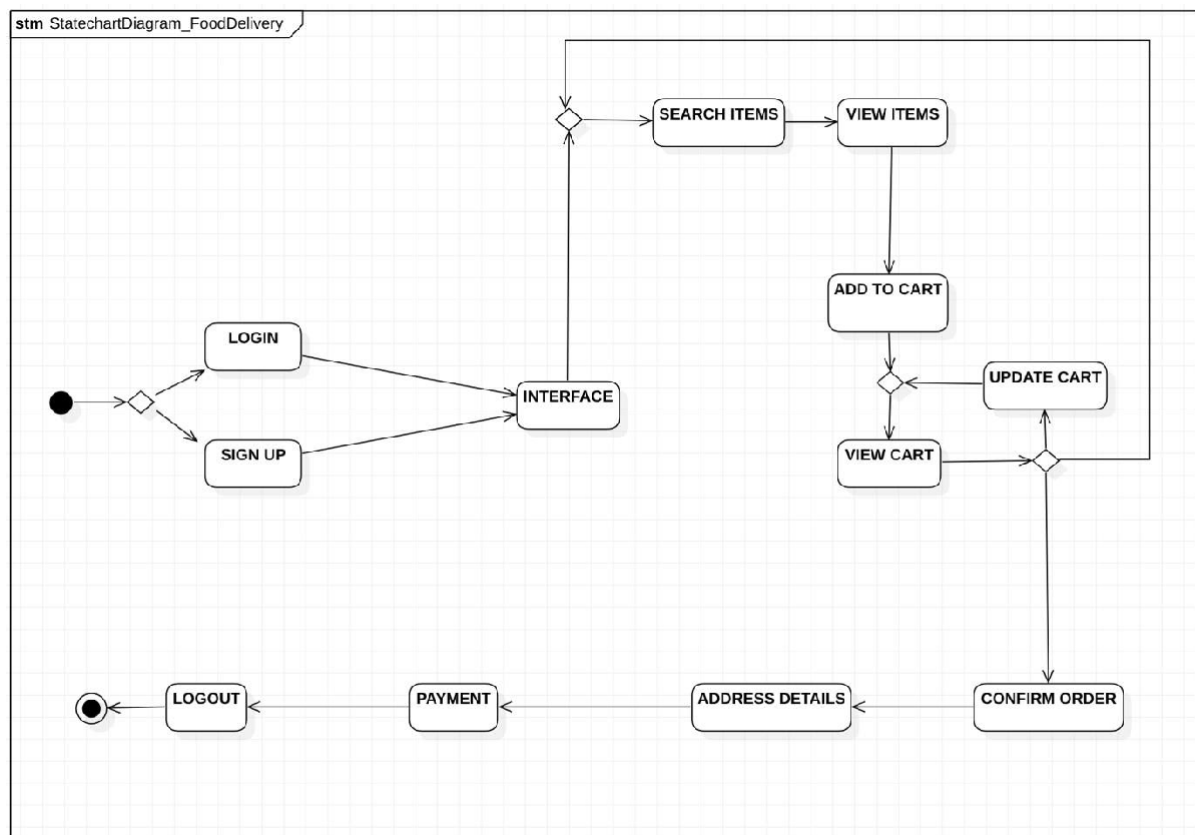 stm StatechartDiagram_FoodDelivery
SEARCH ITEMS
VIEW ITEMS
ADD TO CART
LOGIN
UPDATE CART
INTERFACE
SIGN UP
VIEW CART
LOGOUT
PAYMENT
ADDRESS DETAILS
CONFIRM ORDER